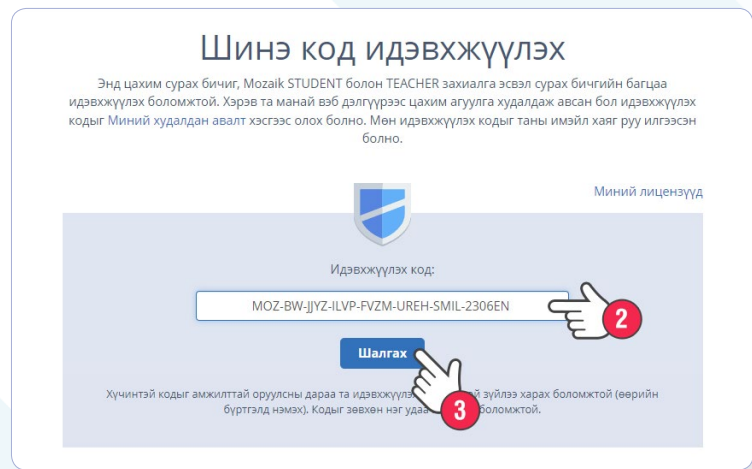 Шинэ код идэвхжүүлэх
Энд цахим сурах бичиг, Mozaik STUDENT болон TEACHER захиалга эсвэл сурах бичгийн багцаа
идэвхжүүлэх боломжтой. Хэрэв та манай вэб дэлгүүрээс цахим агуулга худалдаж авсан бол идэвхжүүлэх
кодыг Миний худалдан авалт хэсгээс олох болно. Мөн идэвхжүүлэх кодыг таны имэйл хаяг руу илгээсэн
болно.
Миний лицензүүд
Идэвхжүүлэх код:
MOZ-BW-JJYZ-ILVP-FVZM-UREH-SMIL-2306EN
2
Шалгах
3
Хүчинтэй кодыг амжилттай оруулсны дараа та зүйлээ харах боломжтой (өөрийн
бүртгэлд нэмэх). Кодыг зөвхөн нэг удаа боломжтой.